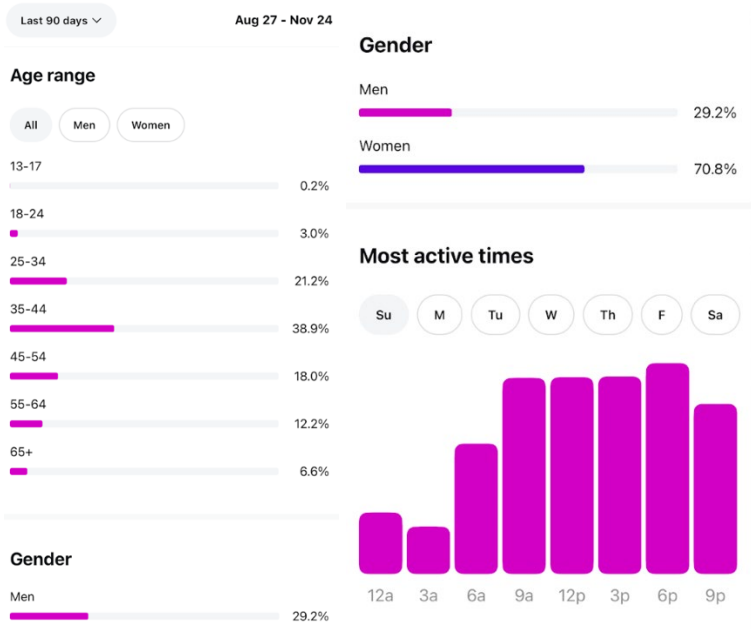 Last 90 days
Aug 27 - Nov 24
Age range
All Men Women
13-17
0.2%
18-24
3.0%
25-34
21.2%
35-44
38.9%
45-54
18.0%
55-64
12.2%
65+
6.6%
Gender
Men
29.2%
Gender
Men
29.2%
Women
70.8%
Most active times
Su M Tu W Th F Sa
12a 3a 6a 9a 12p 3p 6p 9p